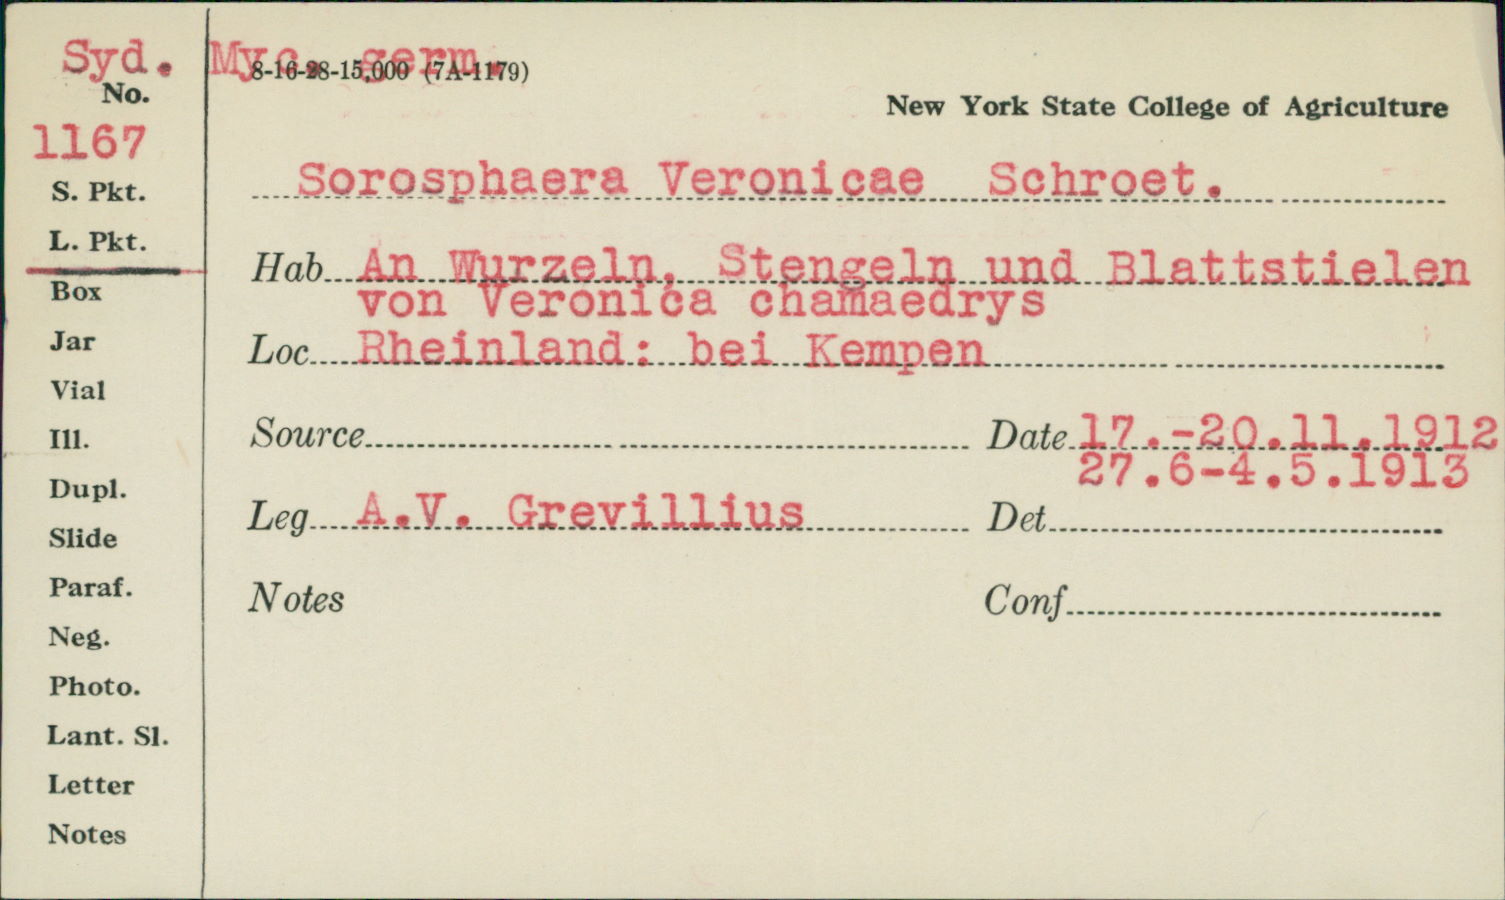 Syd. Myc. germ.
8-16-28-15,000 (7A-1179)
No.
New York State College of Agriculture
1167
Sorosphaera Veronicae Schroet.
S. Pkt.
L. Pkt.
Hab An Wurzeln, Stengeln und Blattstielen
von Veronica chamaedrys
Box
Jar
Loc Rheinland: bei Kempen
Vial
Ill.
Source Date 17.-20.11.1912
27.6-4.5.1913
Dupl.
Leg A.V. Grevillius Det
Slide
Paraf.
Notes Conf
Neg.
Photo.
Lant. Sl.
Letter
Notes